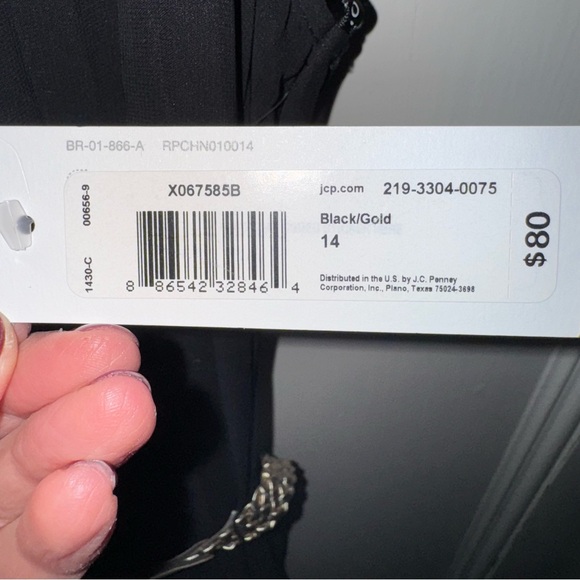 BR-01-866-A RPCHN010014
1430-C 00656-9
X067585B
8 86542 32846 4
jcp.com 219-3304-0075
Black/Gold
14
Distributed in the U.S. by J.C. Penney
Corporation, Inc., Plano, Texas 75024-3698
$80